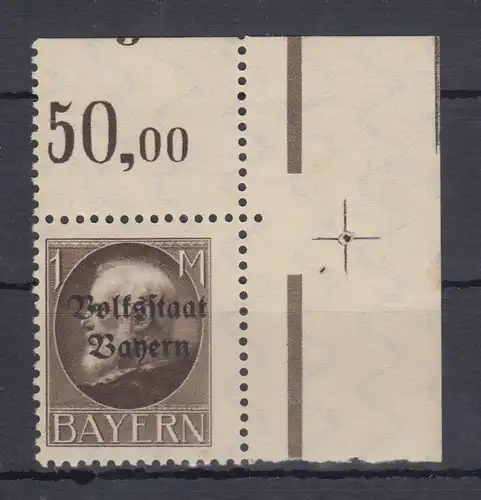 50,00
1 M
Volksstaat
Bayern
BAYERN